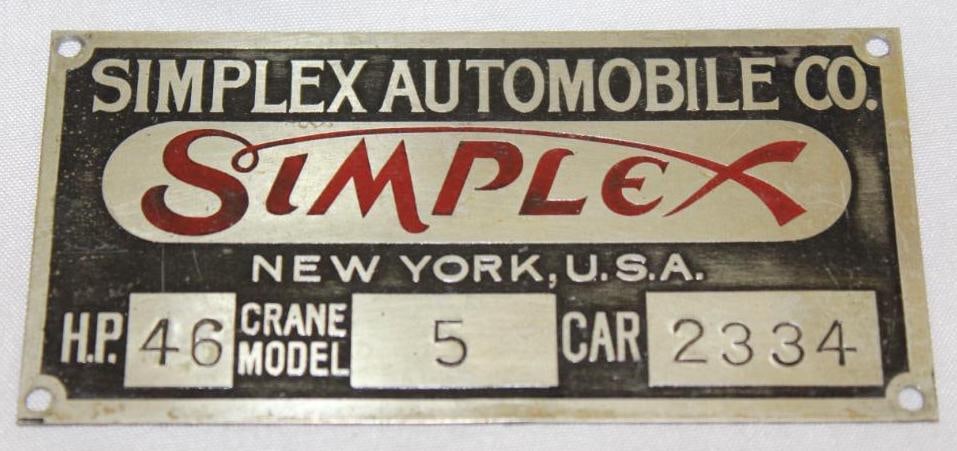 SIMPLEX AUTOMOBILE CO.
SIMPLEX
NEW YORK, U.S.A.
H.P. 46 CRANE MODEL 5 CAR 2334